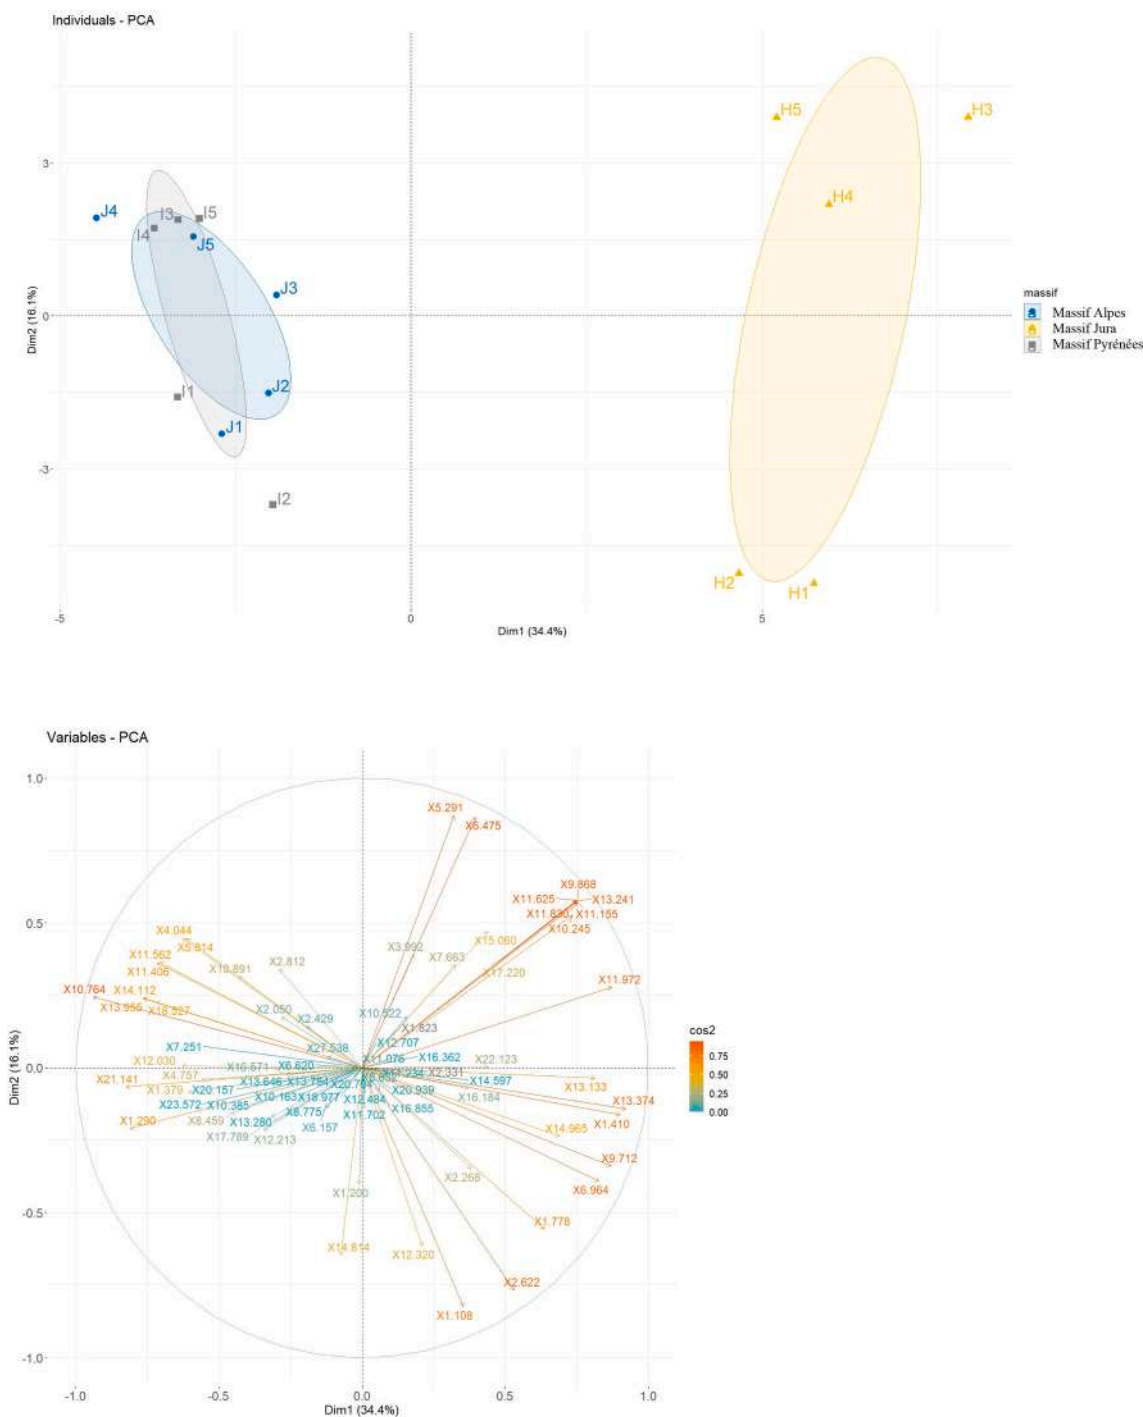 Individuals - PCA
H5
H3
H4
J4
I3
I5
I4
J5
J3
J2
I1
J1
I2
H2
H1
3
0
-3
Dim2 (16.1%)
-5
0
5
Dim1 (34.4%)
massif
Massif Alpes
Massif Jura
Massif Pyrénées
Variables - PCA
1.0
0.5
0.0
-0.5
-1.0
Dim2 (16.1%)
X5.291
X6.475
X9.868
X11.625
X13.241
X11.830
X11.155
X10.245
X4.044
X5.814
X15.060
X3.992
X11.562
X11.406
X2.812
X7.663
X17.220
X10.891
X10.764
X14.112
X11.972
X13.955
X18.527
X2.050
X2.429
X10.522
X1.823
X7.251
X27.538
X12.707
X12.030
X16.571
X6.620
X11.076
X16.362
X22.123
X4.757
X2.331
X21.141
X1.379
X20.157
X13.646
X13.754
X20.704
X20.939
X14.597
X13.133
X23.572
X10.385
X10.163
X18.977
X12.484
X16.855
X16.184
X13.374
X1.290
X8.459
X13.280
X8.775
X11.702
X1.410
X17.769
X12.213
X6.157
X14.965
X9.712
X2.268
X6.964
X1.200
X1.778
X14.814
X12.320
X2.622
X1.108
-1.0
-0.5
0.0
0.5
1.0
Dim1 (34.4%)
cos2
0.75
0.50
0.25
0.00